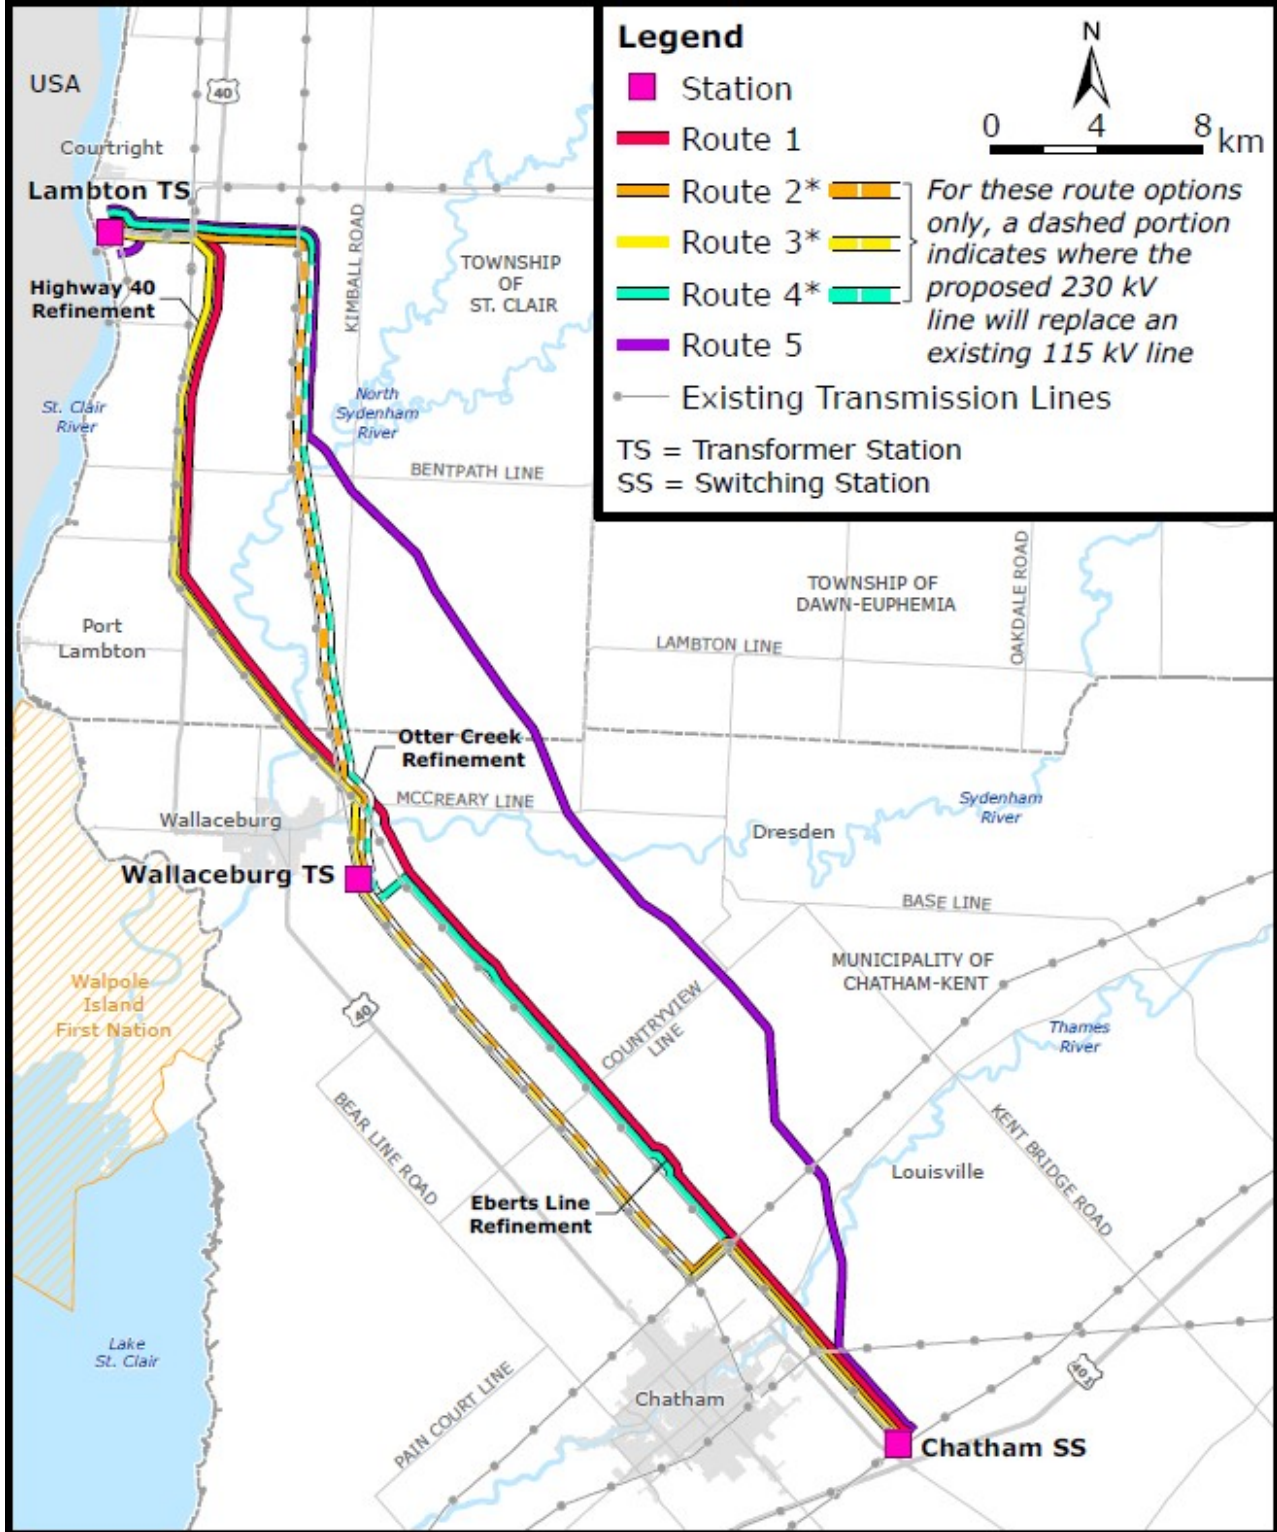 Legend
Station
Route 1
Route 2*
Route 3*
Route 4*
Route 5
Existing Transmission Lines
TS = Transformer Station
SS = Switching Station
For these route options
only, a dashed portion
indicates where the
proposed 230 kV
line will replace an
existing 115 kV line
N
0 4 8 km
USA
40
Courtright
Lambton TS
Highway 40
Refinement
KIMBALL ROAD
TOWNSHIP
OF
ST. CLAIR
St. Clair
River
North
Sydenham
River
BENTPATH LINE
TOWNSHIP OF
DAWN-EUPHEMIA
OAKDALE ROAD
Port
Lambton
LAMBTON LINE
Otter Creek
Refinement
MCCREARY LINE
Wallaceburg
Sydenham
River
Dresden
Wallaceburg TS
BASE LINE
MUNICIPALITY OF
CHATHAM-KENT
Walpole
Island
First Nation
40
COUNTRYVIEW
LINE
Thames
River
BEAR LINE ROAD
KENT BRIDGE ROAD
Louisville
Eberts Line
Refinement
Lake
St. Clair
PAIN COURT LINE
Chatham
401
Chatham SS